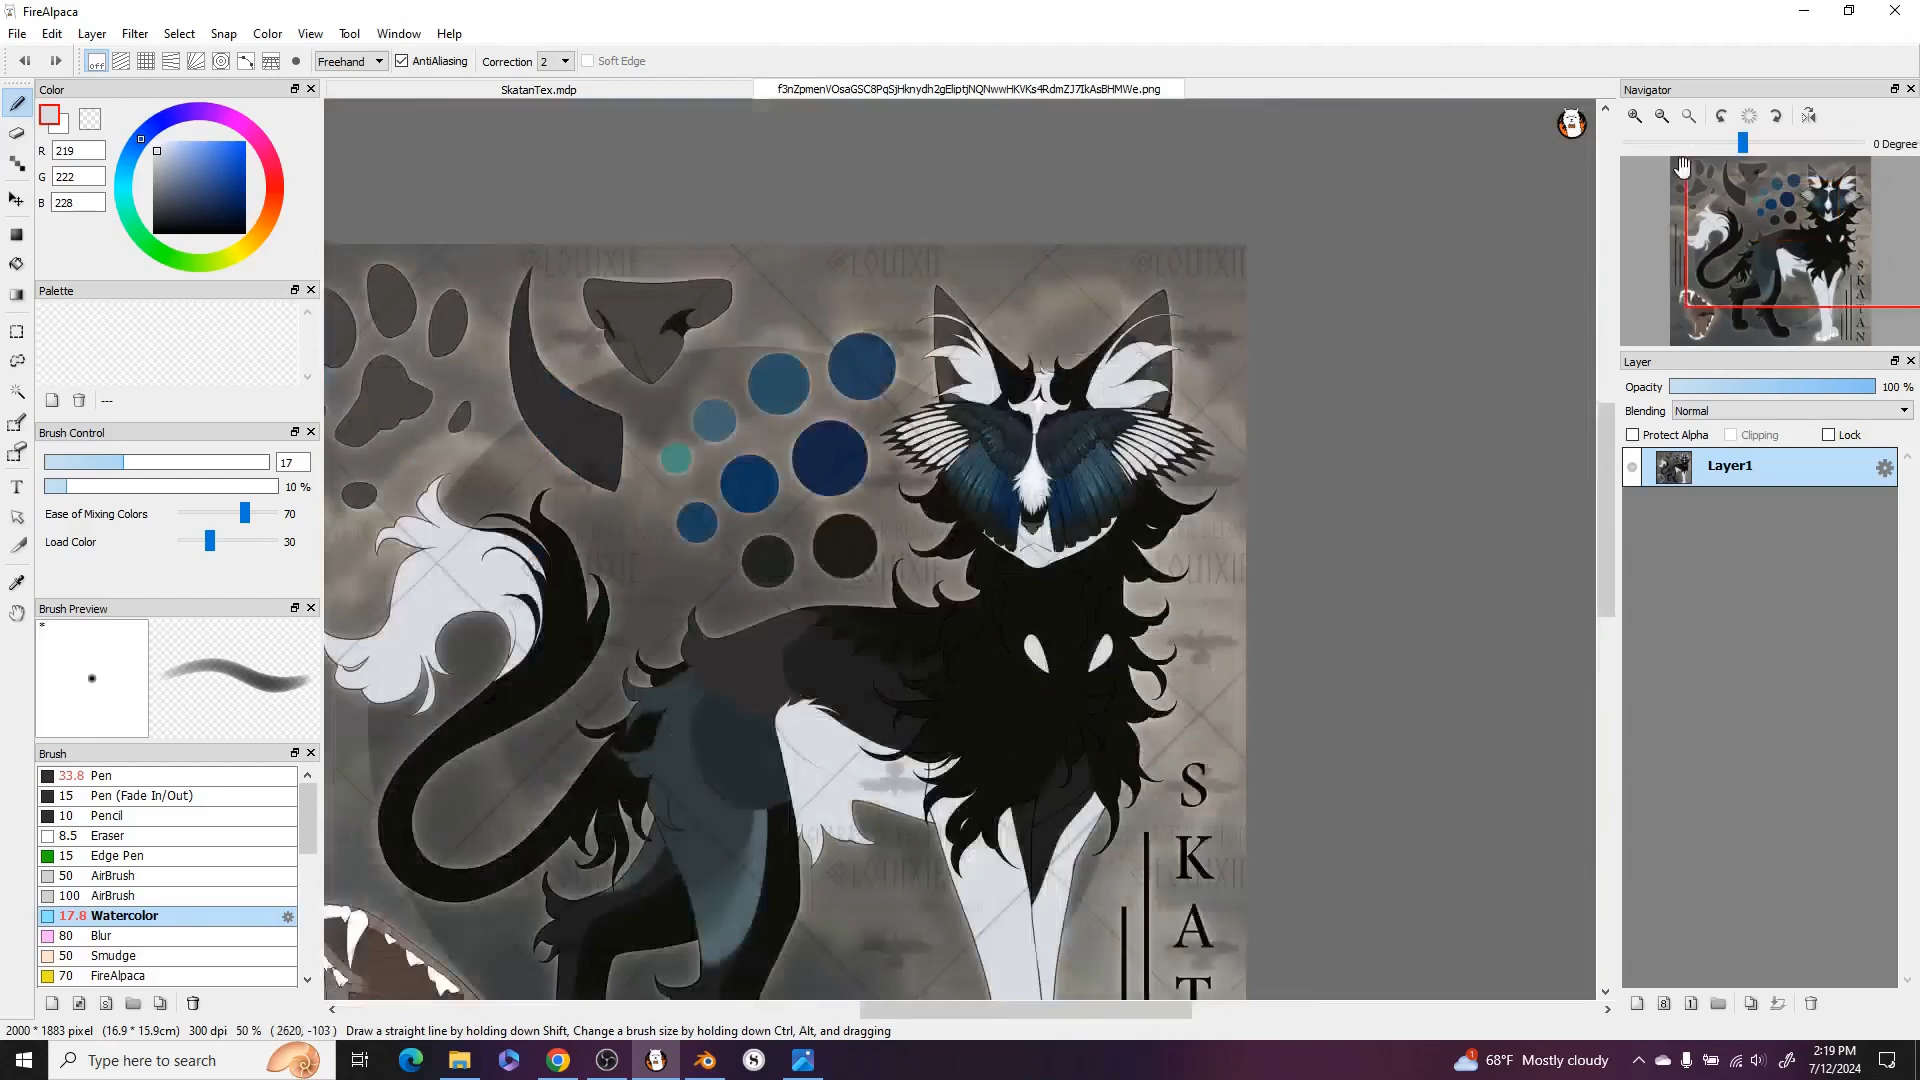 FireAlpaca
File Edit Layer Filter Select Snap Color View Tool Window Help
off Freehand AntiAliasing Correction 2 Soft Edge
Color
SkatanTex.mdp
Navigator
R 219
G 222
B 228
0 Degree
Palette
---
Layer
Opacity 100 %
Blending Normal
Protect Alpha Clipping Lock
Layer1
Brush Control
17
10 %
Ease of Mixing Colors 70
Load Color 30
Brush Preview
*
Brush
33.8 Pen
15 Pen (Fade In/Out)
10 Pencil
8.5 Eraser
15 Edge Pen
50 AirBrush
100 AirBrush
17.8 Watercolor
80 Blur
50 Smudge
70 FireAlpaca
©LOUIXIE ©LOUIXIE ©LOUIXIE
S
K
A
T
SKATAN
2000 * 1883 pixel (16.9 * 15.9cm) 300 dpi 50 % ( 2620, -103 ) Draw a straight line by holding down Shift, Change a brush size by holding down Ctrl, Alt, and dragging
Type here to search
68°F Mostly cloudy
2:19 PM
7/12/2024